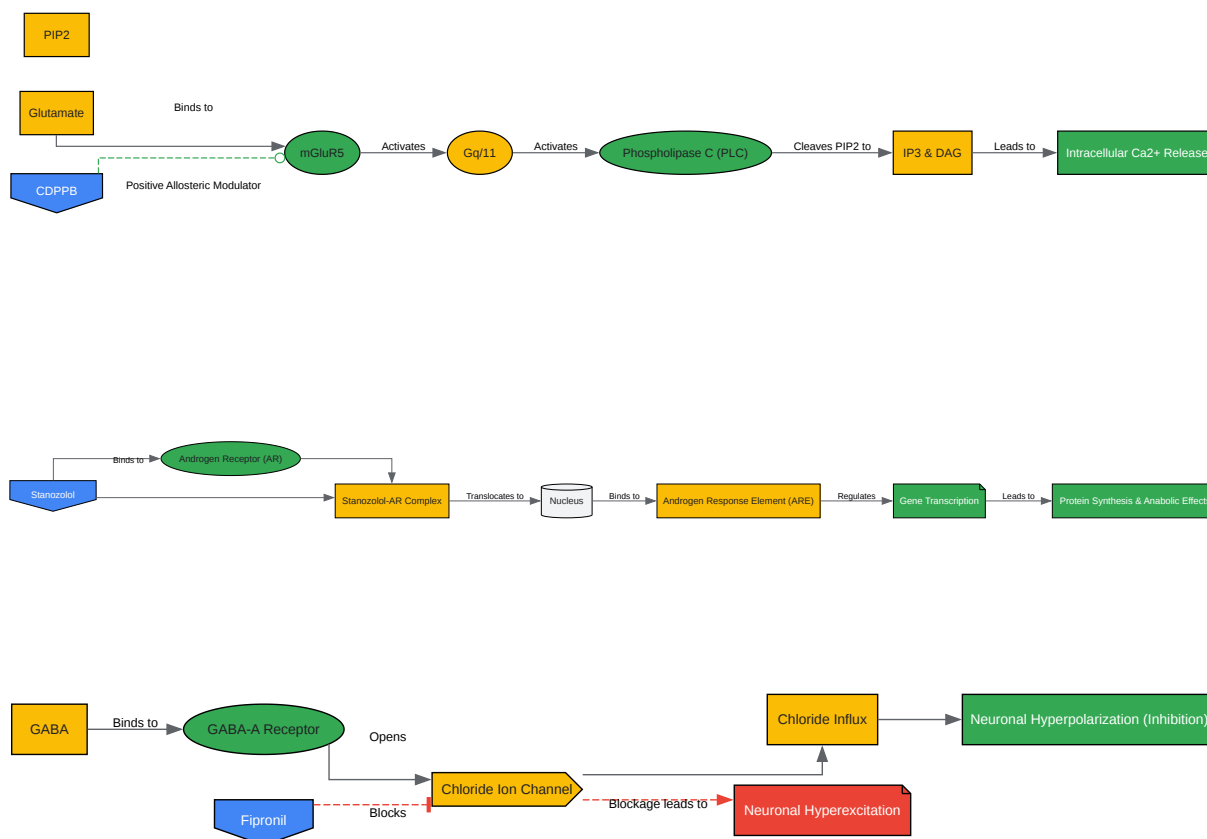 PIP2
Glutamate
Binds to
mGluR5
Activates
Gq/11
Activates
Phospholipase C (PLC)
Cleaves PIP2 to
IP3 & DAG
Leads to
Intracellular Ca2+ Release
CDPPB
Positive Allosteric Modulator
Binds to
Androgen Receptor (AR)
Stanozolol
Stanozolol-AR Complex
Translocates to
Nucleus
Binds to
Androgen Response Element (ARE)
Regulates
Gene Transcription
Leads to
Protein Synthesis & Anabolic Effects
GABA
Binds to
GABA-A Receptor
Opens
Chloride Influx
Neuronal Hyperpolarization (Inhibition)
Chloride Ion Channel
Fipronil
Blocks
Blockage leads to
Neuronal Hyperexcitation